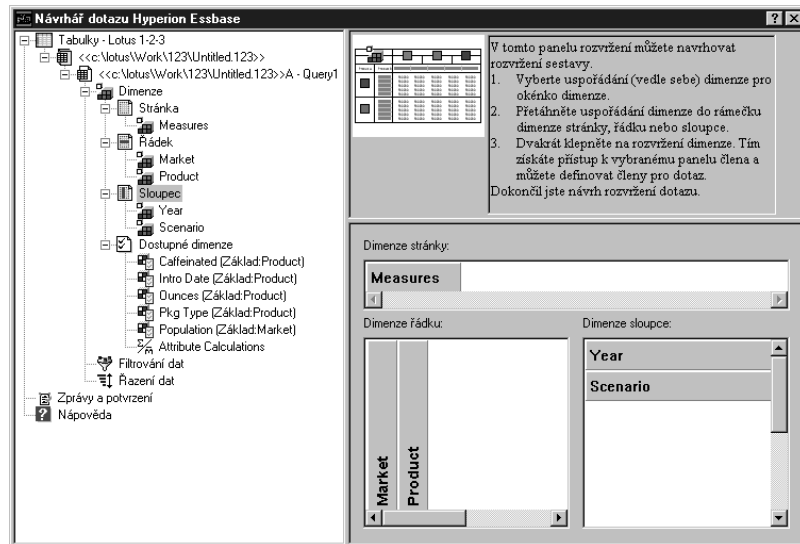 Návrhář dotazu Hyperion Essbase
Tabulky - Lotus 1-2-3
<<c:\lotus\Work\123\Untitled.123>>
<<c:\lotus\Work\123\Untitled.123>>A - Query1
Dimenze
Stránka
Measures
Řádek
Market
Product
Sloupec
Year
Scenario
Dostupné dimenze
Caffeinated (Základ:Product)
Intro Date (Základ:Product)
Ounces (Základ:Product)
Pkg Type (Základ:Product)
Population (Základ:Market)
Attribute Calculations
Filtrování dat
Řazení dat
Zprávy a potvrzení
Nápověda
V tomto panelu rozvržení můžete navrhovat
rozvržení sestavy.
1. Vyberte uspořádání (vedle sebe) dimenze pro
okénko dimenze.
2. Přetáhněte uspořádání dimenze do rámečku
dimenze stránky, řádku nebo sloupce.
3. Dvakrát klepněte na rozvržení dimenze. Tím
získáte přístup k vybranému panelu člena a
můžete definovat členy pro dotaz.
Dokončil jste návrh rozvržení dotazu.
Dimenze stránky:
Measures
Dimenze řádku:
Market
Product
Dimenze sloupce:
Year
Scenario